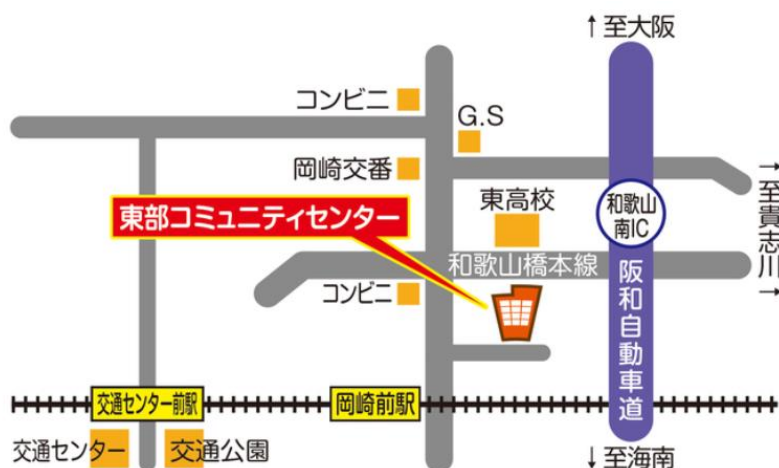 ↑至大阪
コンビニ
G.S
岡崎交番
→至貴志川→
東高校
和歌山
南IC
東部コミュニティセンター
和歌山橋本線
コンビニ
阪和自動車道
交通センター前駅
岡崎前駅
交通センター
交通公園
↓至海南